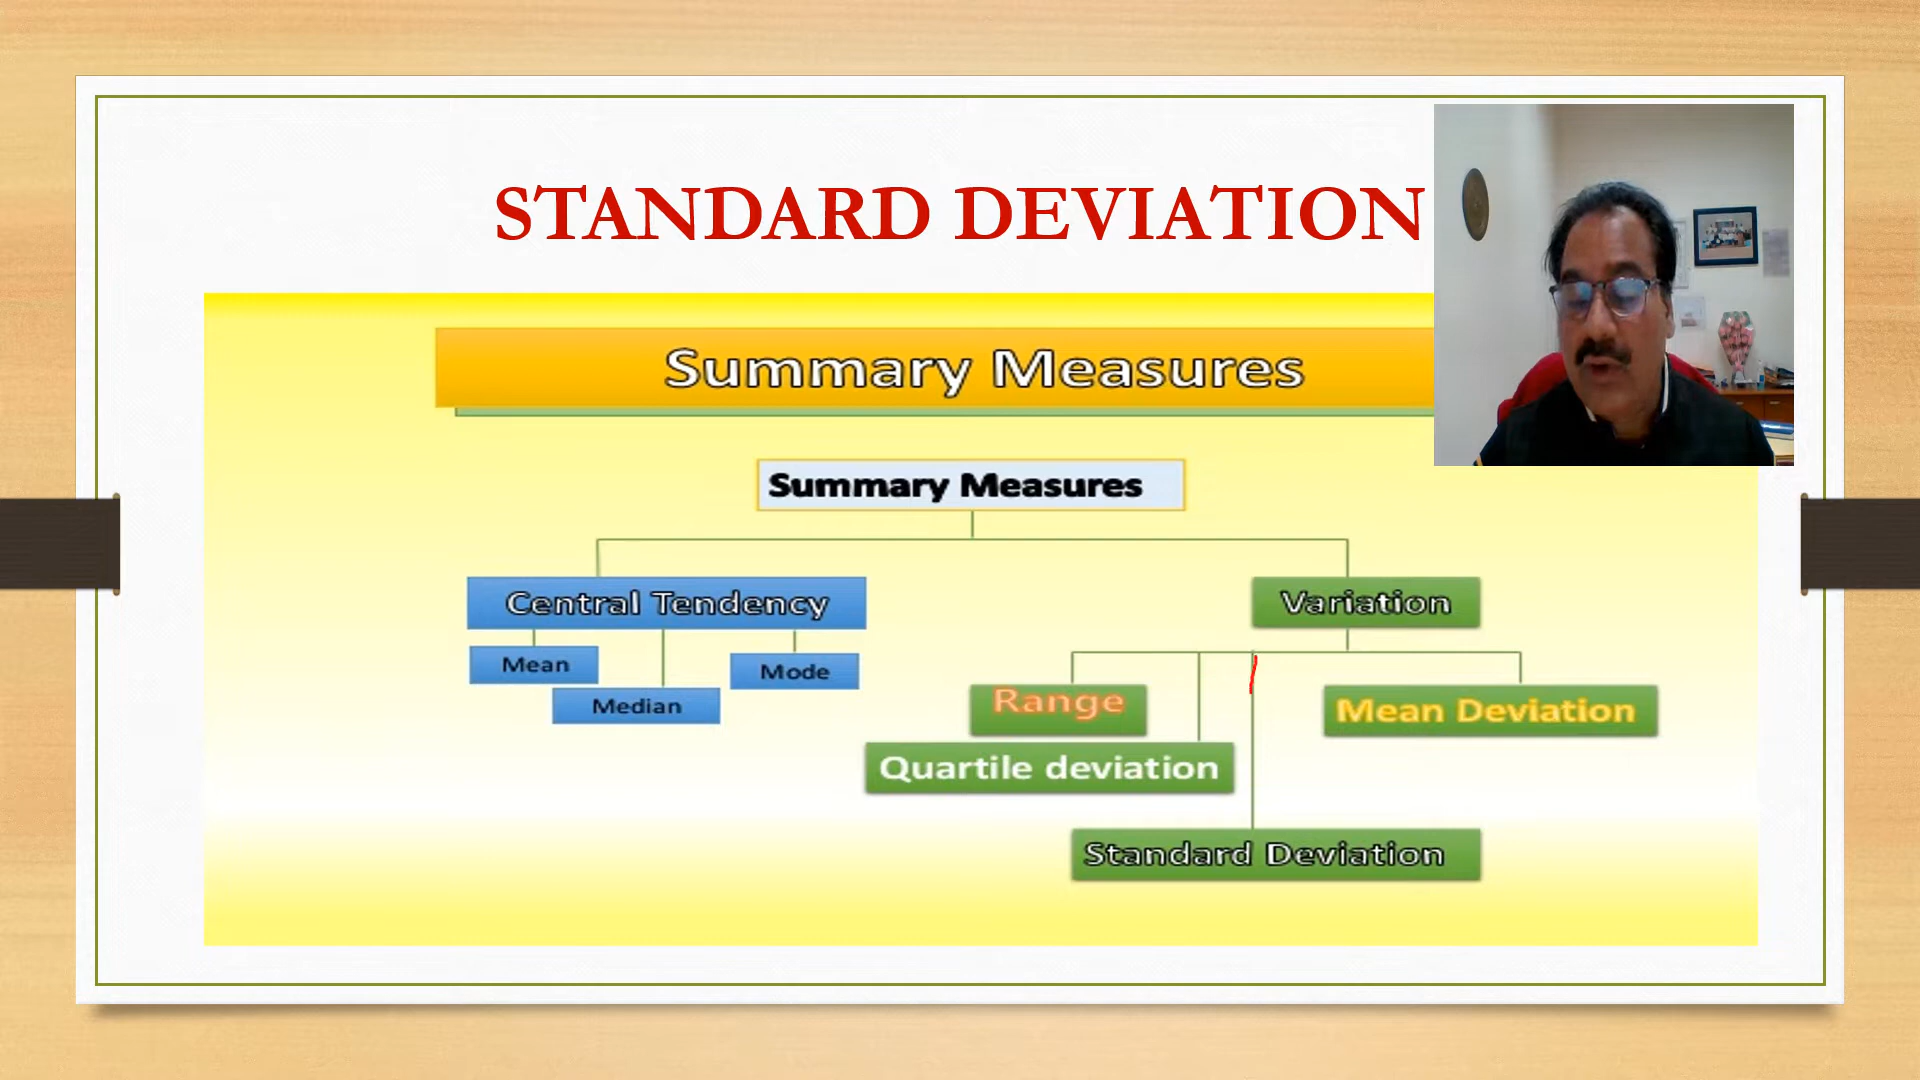 STANDARD DEVIATION
Summary Measures
Summary Measures
Central Tendency
Variation
Mean
Mode
Median
Range
Mean Deviation
Quartile deviation
Standard Deviation